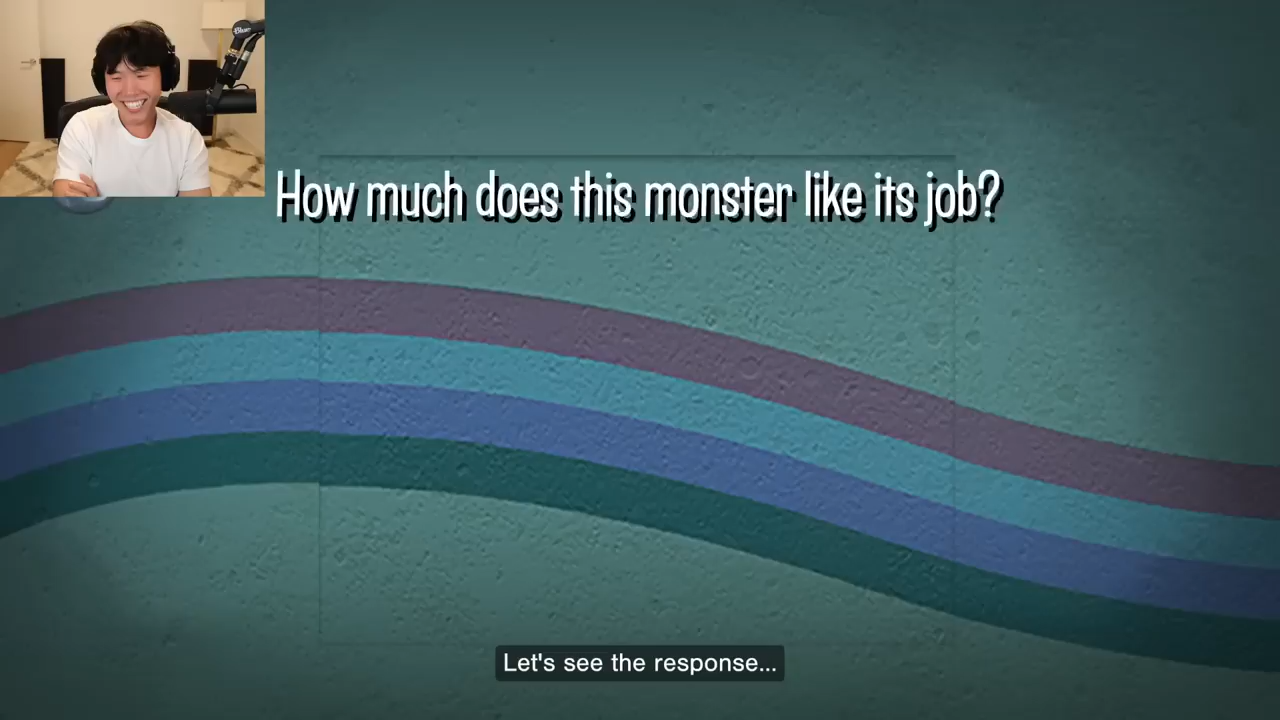 How much does this monster like its job?
Let's see the response...